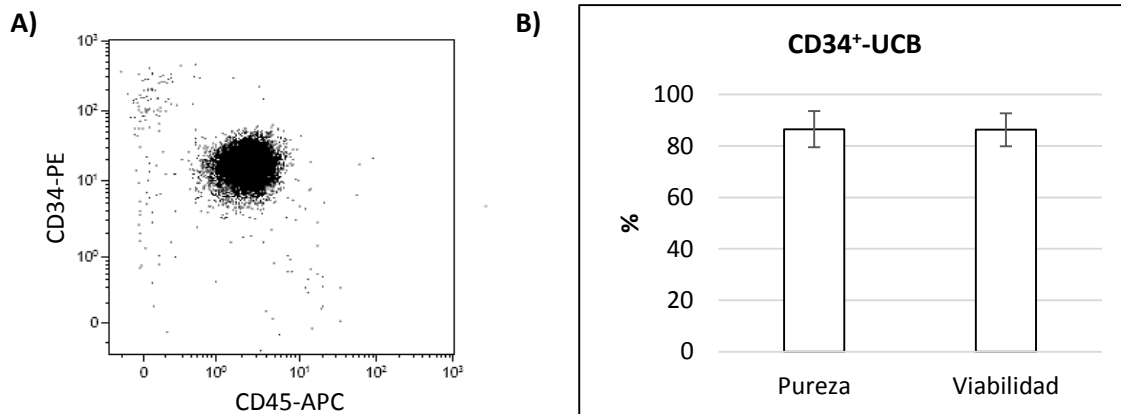 A)
10³
10²
10¹
10⁰
0
CD34-PE
0
10⁰
10¹
10²
10³
CD45-APC
B)
CD34⁺-UCB
100
80
60
40
20
0
%
Pureza
Viabilidad